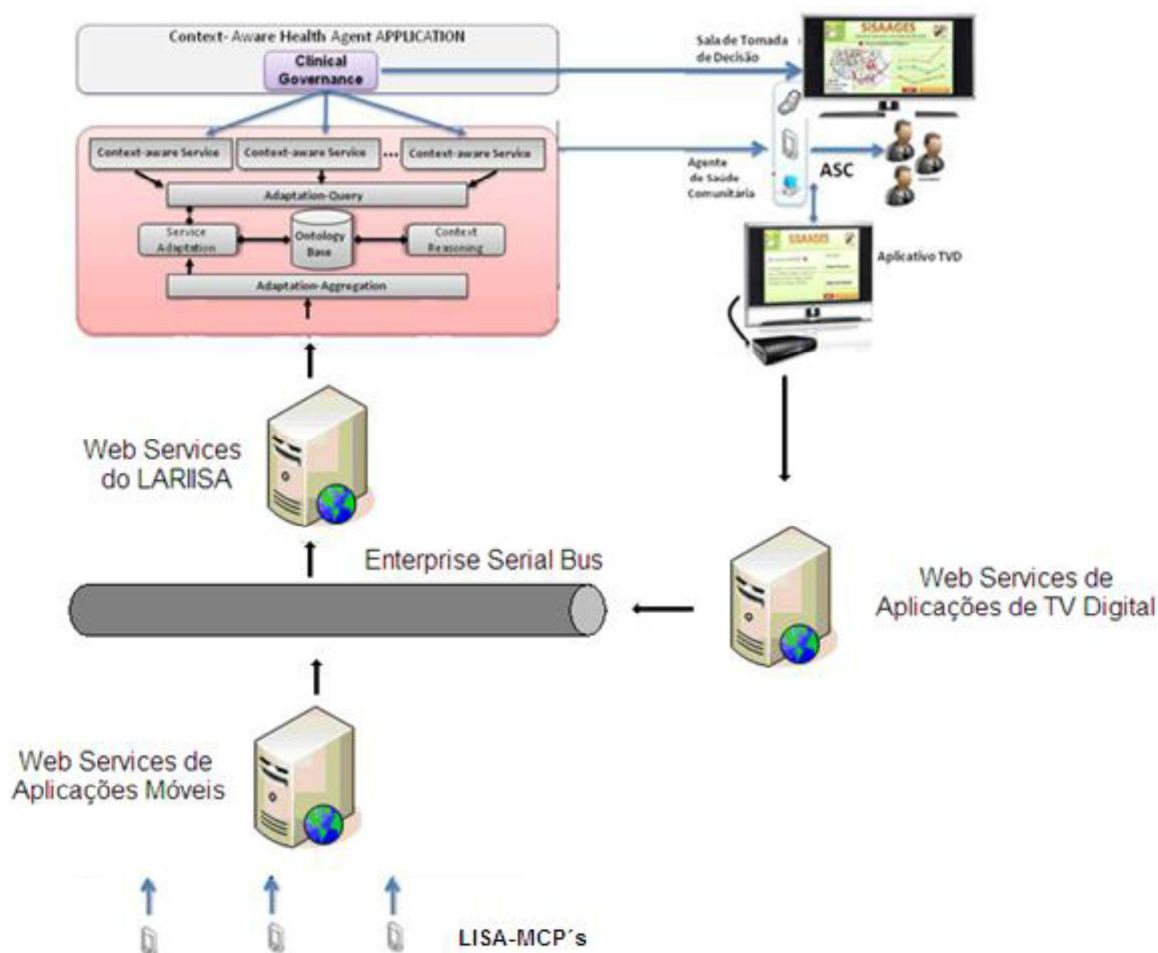 Context- Aware Health Agent APPLICATION
Clinical
Governance
Sala de Tomada
de Decisão
SISAAGES
Context-aware Service
Context-aware Service
...
Context-aware Service
Adaptation-Query
Service
Adaptation
Ontology
Base
Context
Reasoning
Adaptation-Aggregation
Agente
de Saúde
Comunitária
ASC
SISAAGES
Aplicativo TVD
Web Services
do LARIISA
Enterprise Serial Bus
Web Services de
Aplicações de TV Digital
Web Services de
Aplicações Móveis
LISA-MCP´s